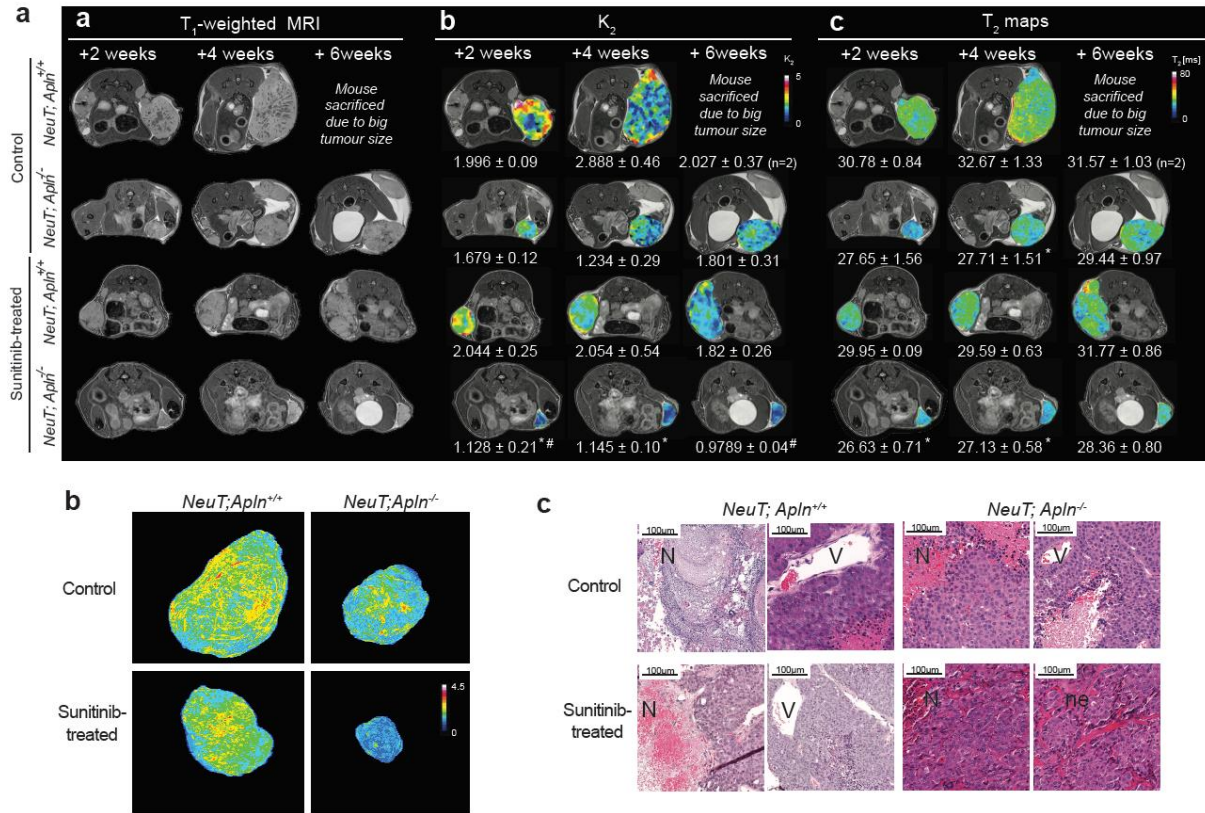 a
a
T1-weighted MRI
+2 weeks +4 weeks + 6weeks
b
K2
+2 weeks +4 weeks + 6weeks
c
T2 maps
+2 weeks +4 weeks + 6weeks
Control
NeuT; Apln+/+
Mouse
sacrificed
due to big
tumour size
K2
5
0
Mouse
sacrificed
due to big
tumour size
T2 [ms]
80
0
Mouse
sacrificed
due to big
tumour size
1.996 ± 0.09 2.888 ± 0.46 2.027 ± 0.37 (n=2)
30.78 ± 0.84 32.67 ± 1.33 31.57 ± 1.03 (n=2)
NeuT; Apln-/-
1.679 ± 0.12 1.234 ± 0.29 1.801 ± 0.31
27.65 ± 1.56 27.71 ± 1.51 * 29.44 ± 0.97
Sunitinib-treated
NeuT; Apln+/+
2.044 ± 0.25 2.054 ± 0.54 1.82 ± 0.26
29.95 ± 0.09 29.59 ± 0.63 31.77 ± 0.86
NeuT; Apln-/-
1.128 ± 0.21 * # 1.145 ± 0.10 * 0.9789 ± 0.04 #
26.63 ± 0.71 * 27.13 ± 0.58 * 28.36 ± 0.80
b
NeuT;Apln+/+ NeuT;Apln-/-
Control
Sunitinib-
treated
4.5
0
c
NeuT; Apln+/+ NeuT; Apln-/-
Control
100µm 100µm 100µm 100µm
N V N V
Sunitinib-
treated
100µm 100µm 100µm 100µm
N V N ne